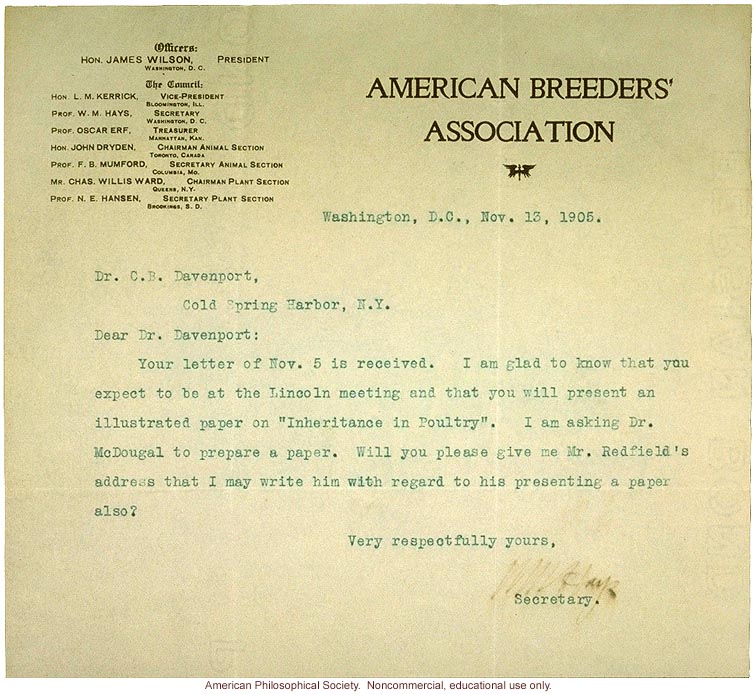 Officers:
HON. JAMES WILSON, PRESIDENT
WASHINGTON, D. C.
The Council:
HON. L. M. KERRICK, VICE-PRESIDENT
BLOOMINGTON, ILL.
PROF. W. M. HAYS, SECRETARY
WASHINGTON, D. C.
PROF. OSCAR ERF, TREASURER
MANHATTAN, KAN.
HON. JOHN DRYDEN, CHAIRMAN ANIMAL SECTION
TORONTO, CANADA
PROF. F. B. MUMFORD, SECRETARY ANIMAL SECTION
COLUMBIA, MO.
MR. CHAS. WILLIS WARD, CHAIRMAN PLANT SECTION
QUEENS, N.Y.
PROF. N. E. HANSEN, SECRETARY PLANT SECTION
BROOKINGS, S. D.
AMERICAN BREEDERS'
ASSOCIATION
Washington, D.C., Nov. 13, 1905.
Dr. C.B. Davenport,
Cold Spring Harbor, N.Y.
Dear Dr. Davenport:
Your letter of Nov. 5 is received. I am glad to know that you
expect to be at the Lincoln meeting and that you will present an
illustrated paper on "Inheritance in Poultry". I am asking Dr.
McDougal to prepare a paper. Will you please give me Mr. Redfield's
address that I may write him with regard to his presenting a paper
also?
Very respectfully yours,
W M Hays
Secretary.
American Philosophical Society. Noncommercial, educational use only.